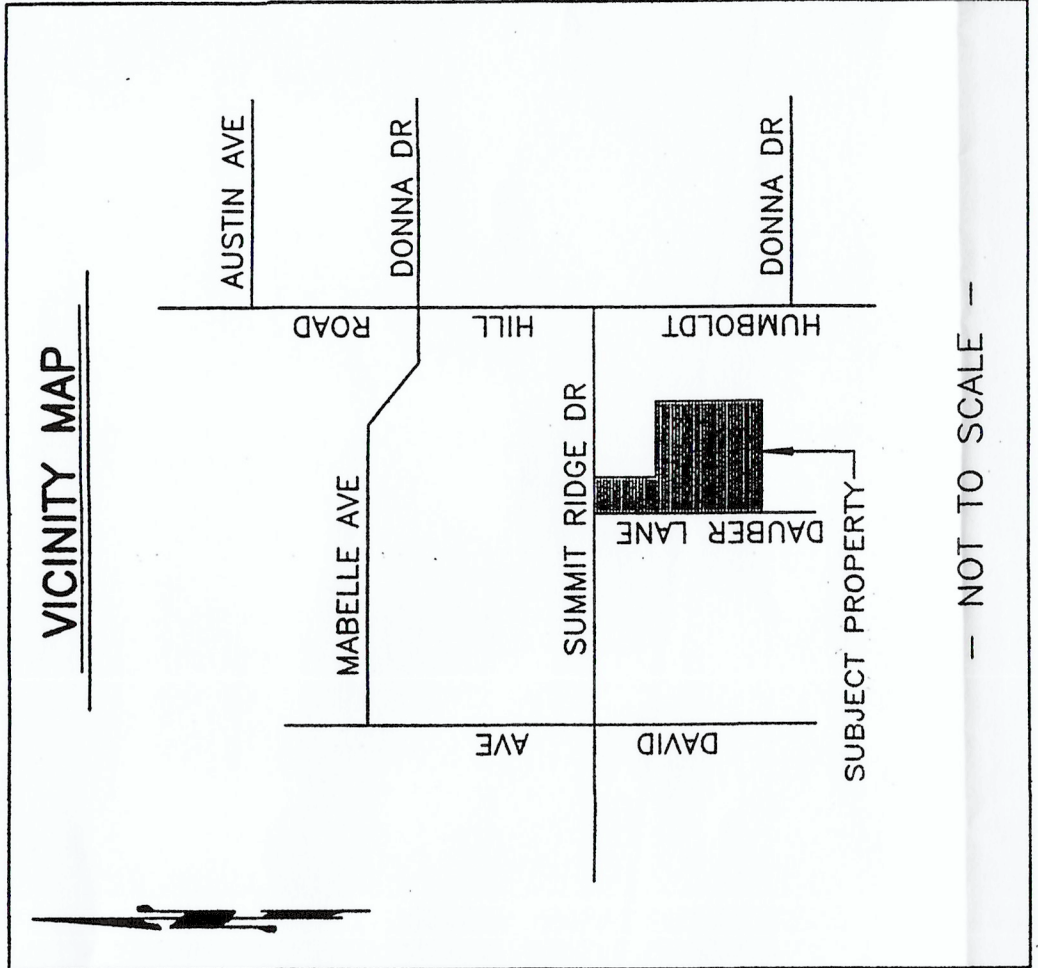 VICINITY MAP
AUSTIN AVE
DONNA DR
DONNA DR
HUMBOLDT HILL ROAD
MABELLE AVE
SUMMIT RIDGE DR
DAUBER LANE
DAVID AVE
SUBJECT PROPERTY
- NOT TO SCALE -